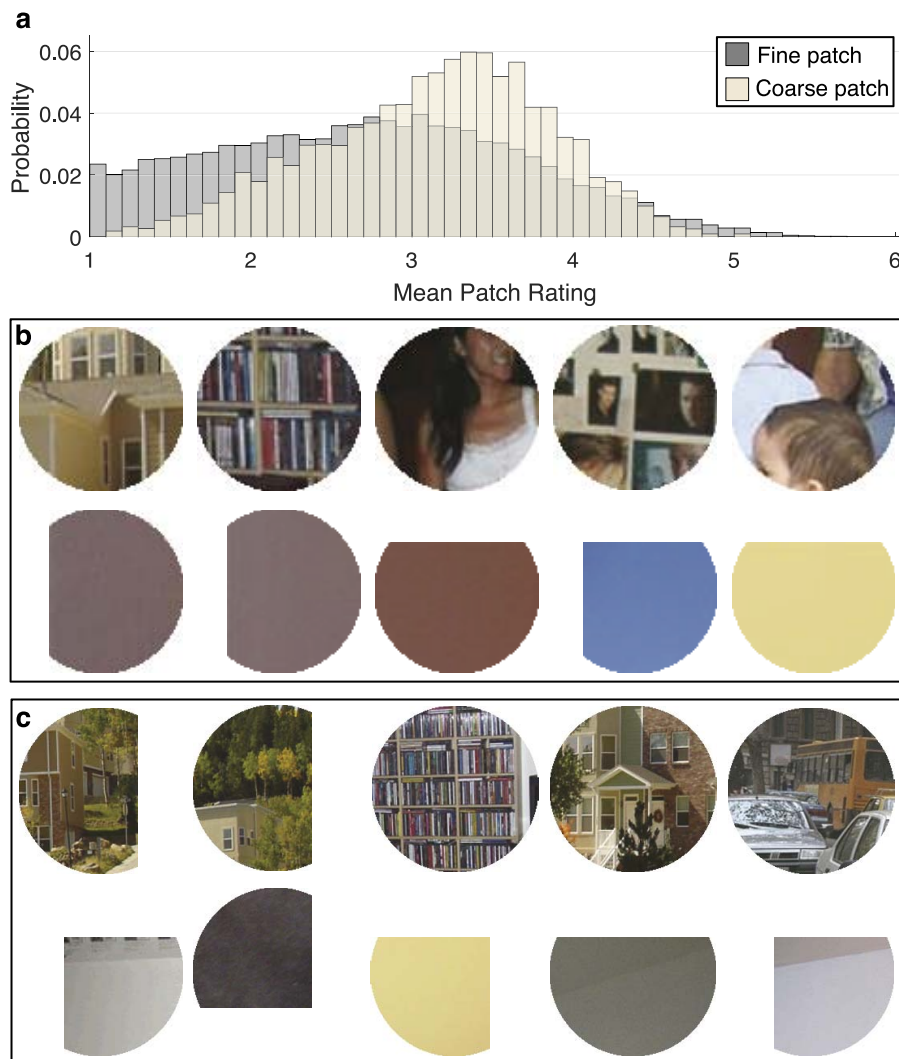 a
0.06
0.04
0.02
0
Probability
Fine patch
Coarse patch
1 2 3 4 5 6
Mean Patch Rating
b
c